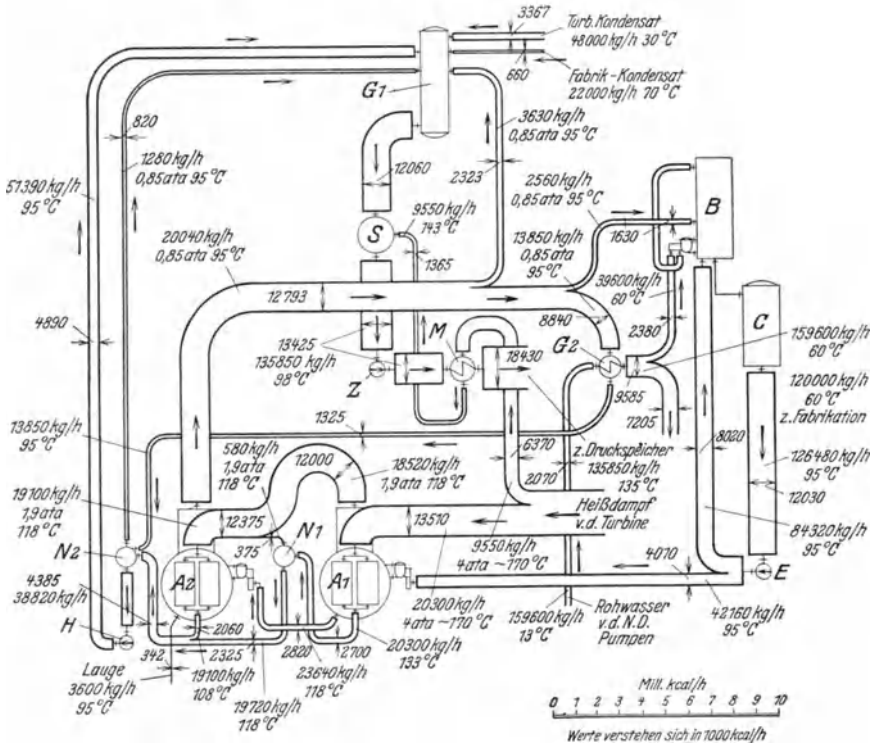 3367
Turb. Kondensat
48000 kg/h 30°C
660
Fabrik-Kondensat
22000 kg/h 70°C
G1
820
1280 kg/h
0,85 ata 95°C
12060
3630 kg/h
0,85 ata 95°C
2323
51390 kg/h
95°C
2560 kg/h
0,85 ata 95°C
B
S
9550 kg/h
143°C
1630
20040 kg/h
0,85 ata 95°C
13850 kg/h
0,85 ata
95°C
1365
39600 kg/h
60°C
12793
8840
2380
C
4890
M
13425
135850 kg/h
98°C
18430
G2
159600 kg/h
60°C
Z
9585
120000 kg/h
60°C
z. Fabrikation
7205
13850 kg/h
95°C
1325
580 kg/h
1,9 ata
118°C
12000
18520 kg/h
1,9 ata 118°C
6370
2070
z. Druckspeicher
135850 kg/h
135°C
8020
126480 kg/h
95°C
12030
19100 kg/h
1,9 ata
118°C
12375
13510
Heißdampf
v. d. Turbine
84320 kg/h
95°C
N2
375
N1
9550 kg/h
4 ata ~170°C
4010
E
A2
A1
4385
38820 kg/h
20300 kg/h
4 ata ~170°C
159600 kg/h
13°C
Rohwasser
v. d. N.D.
Pumpen
42160 kg/h
95°C
H
2060
342
2325
2820
2700
20300 kg/h
133°C
Lauge
3600 kg/h
95°C
19100 kg/h
108°C
19720 kg/h
118°C
23640 kg/h
118°C
Mill. kcal/h
0 1 2 3 4 5 6 7 8 9 10
Werte verstehen sich in 1000 kcal/h